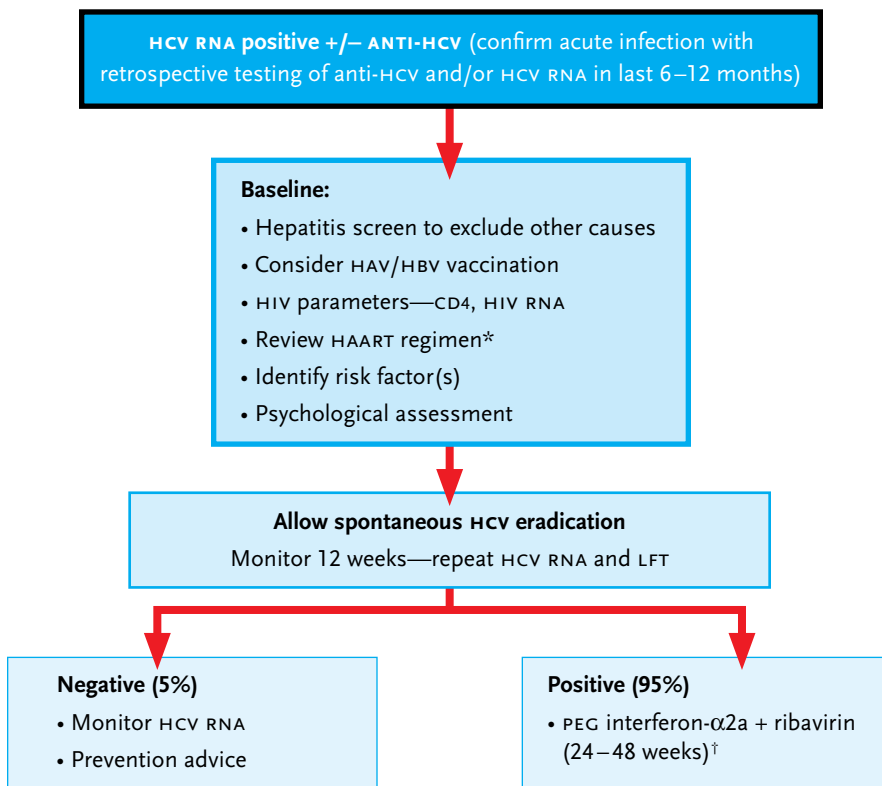 HCV RNA positive +/– ANTI-HCV (confirm acute infection with
retrospective testing of anti-HCV and/or HCV RNA in last 6–12 months)
Baseline:
• Hepatitis screen to exclude other causes
• Consider HAV/HBV vaccination
• HIV parameters—CD4, HIV RNA
• Review HAART regimen*
• Identify risk factor(s)
• Psychological assessment
Allow spontaneous HCV eradication
Monitor 12 weeks—repeat HCV RNA and LFT
Negative (5%)
• Monitor HCV RNA
• Prevention advice
Positive (95%)
• PEG interferon-α2a + ribavirin
(24–48 weeks)†